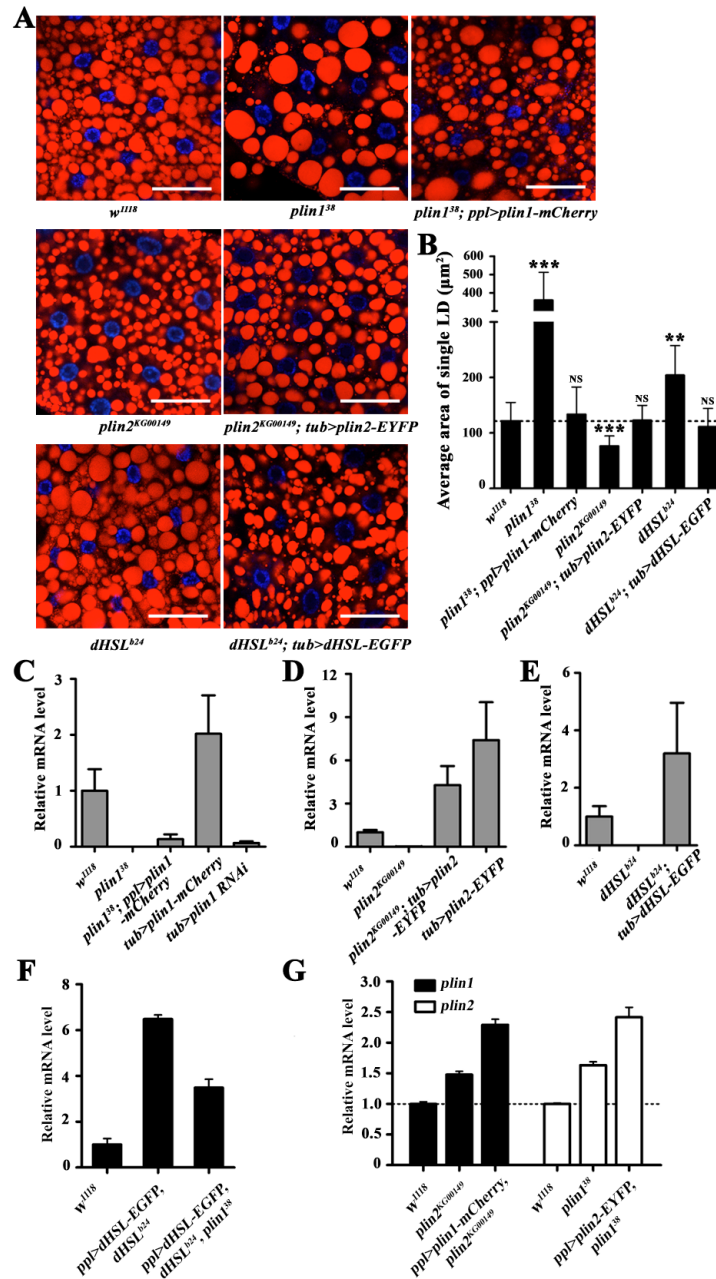 A
w1118
plin138
plin138; ppl>plin1-mCherry
plin2KG00149
plin2KG00149; tub>plin2-EYFP
dHSLb24
dHSLb24; tub>dHSL-EGFP
B
Average area of single LD (µm2)
600
500
400
300
200
100
0
***
NS
***
NS
**
NS
w1118
plin138
plin138; ppl>plin1-mCherry
plin2KG00149
plin2KG00149; tub>plin2-EYFP
dHSLb24
dHSLb24; tub>dHSL-EGFP
C
Relative mRNA level
3
2
1
0
w1118
plin138
plin138; ppl>plin1
-mCherry
tub>plin1-mCherry
tub>plin1 RNAi
D
Relative mRNA level
12
9
6
3
0
w1118
plin2KG00149
plin2KG00149; tub>plin2
-EYFP
tub>plin2-EYFP
E
Relative mRNA level
6
4
2
0
w1118
dHSLb24
dHSLb24;
tub>dHSL-EGFP
F
Relative mRNA level
8
6
4
2
0
w1118
ppl>dHSL-EGFP,
dHSLb24
ppl>dHSL-EGFP,
dHSLb24, plin138
G
Relative mRNA level
plin1
plin2
3.0
2.5
2.0
1.5
1.0
0.5
0.0
w1118
plin2KG00149
ppl>plin1-mCherry,
plin2KG00149
w1118
plin138
ppl>plin2-EYFP,
plin138